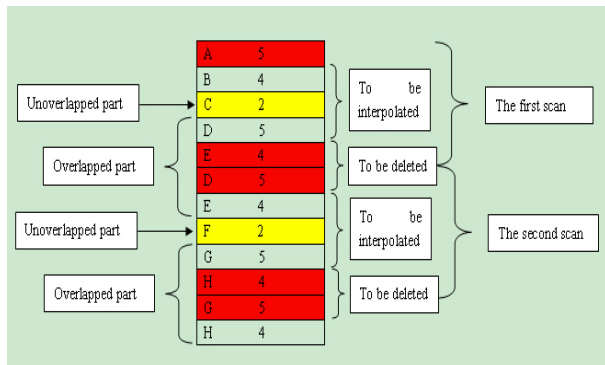 A 5
B 4
C 2
D 5
E 4
D 5
E 4
F 2
G 5
H 4
G 5
H 4
Unoverlapped part
Overlapped part
Unoverlapped part
Overlapped part
To be
interpolated
To be deleted
To be
interpolated
To be deleted
The first scan
The second scan